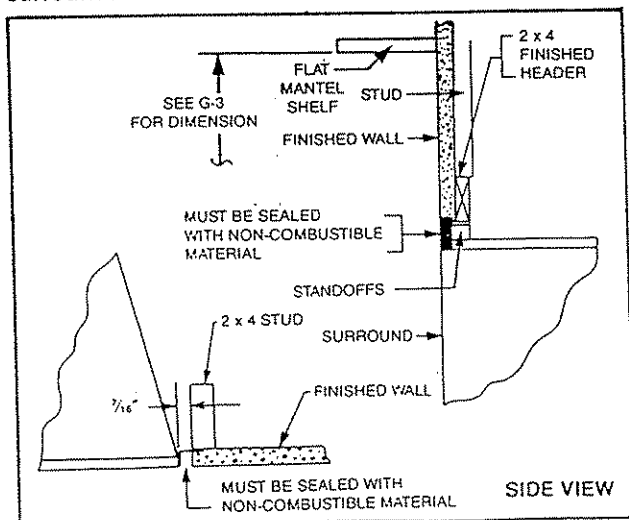 2 x 4
FINISHED
HEADER
FLAT
MANTEL
SHELF
STUD
SEE G-3
FOR DIMENSION
FINISHED WALL
MUST BE SEALED
WITH NON-COMBUSTIBLE
MATERIAL
STANDOFFS
2 x 4 STUD
SURROUND
FINISHED WALL
7/16"
MUST BE SEALED WITH
NON-COMBUSTIBLE MATERIAL
SIDE VIEW